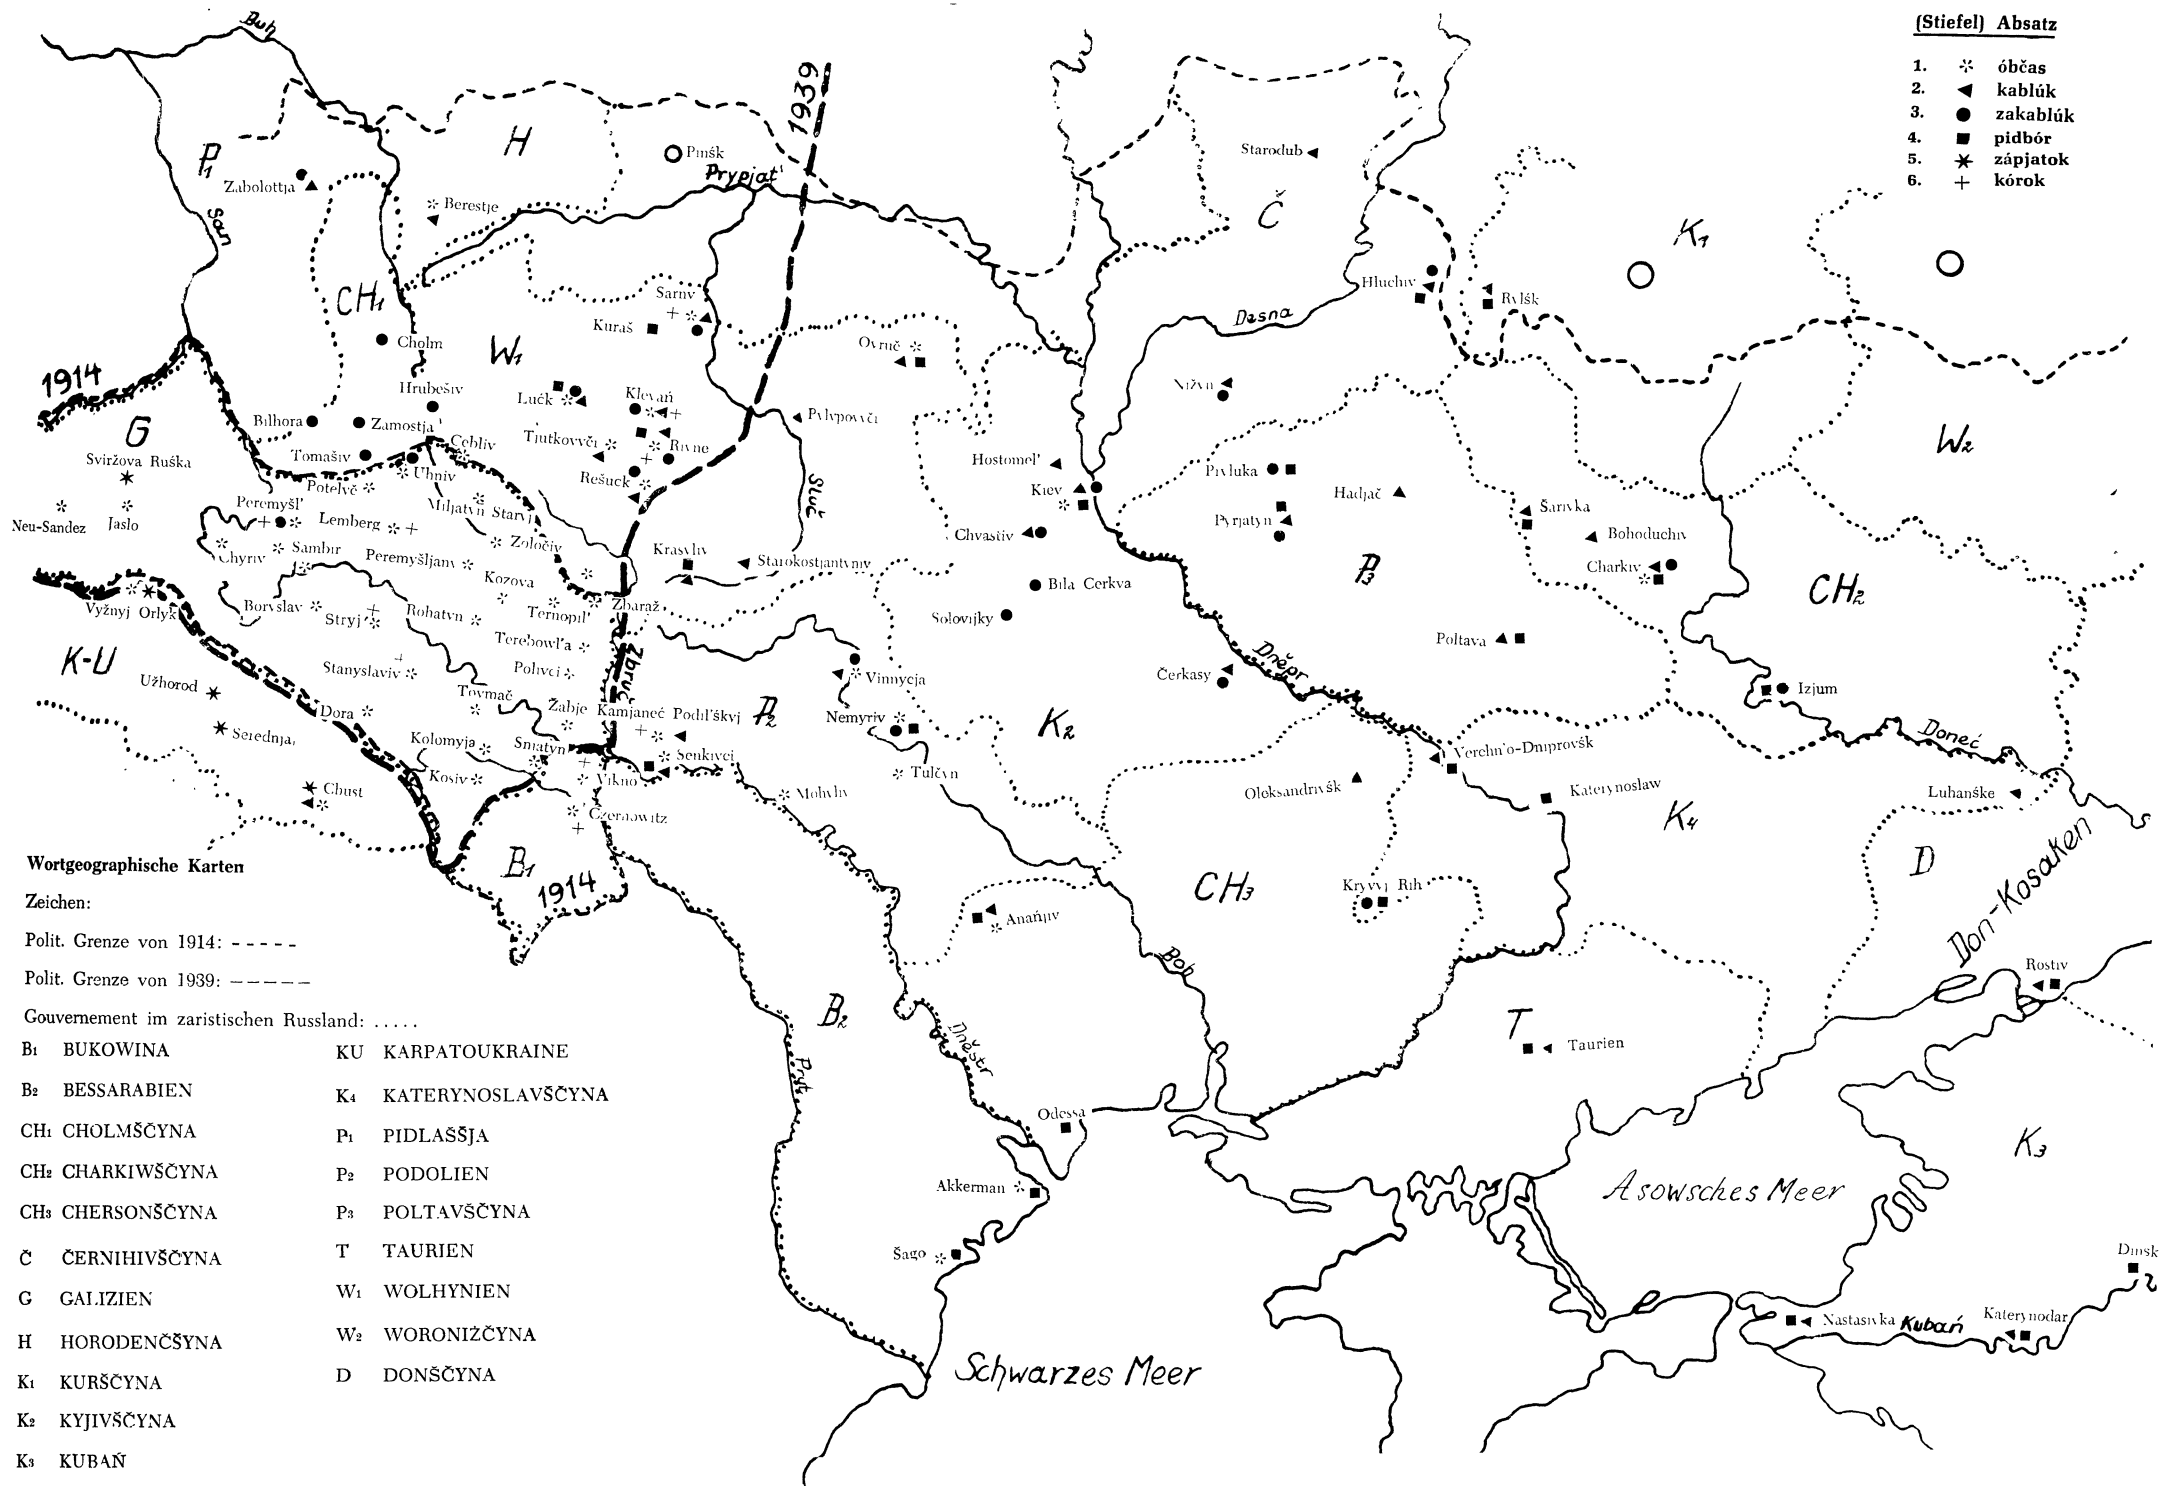 (Stiefel) Absatz
1. óbčas
2. kablúk
3. zakablúk
4. pidbór
5. zápjatok
6. kórok
Buh
1939
H
Pinśk
Prypjat'
P1
Zabolottja
San
Berestje
Starodub
Č
K1
CH1
Sarny
Kuraš
Hluchiv
Rylśk
Desna
Cholm
W1
Ovruč
1914
Hrubešiv
Lućk
Klevań
Nižyn
Bilhora
Zamostja
Pylypovyči
G
Tjutkovyči
Rivne
W2
Sviržova Ruśka
Tomašiv
Cebliv
Uhniv
Rešuck
Hostomel'
Pivluka
Potelyč
Kiev
Hadjač
Peremyšl'
Miljatyn Staryj
Sluč
Šarivka
Neu-Sandez
Jaslo
Lemberg
Pyrjatyn
Chvastiv
Bohoduchiv
Zoločiv
Chyriv
Sambir
Peremyšljany
Krasyliv
Starokostjantyniv
Charkiv
P3
Kozova
Bila Cerkva
CH2
Vyžnyj Orlyk
Boryslav
Stryj
Rohatyn
Ternopil'
Zbaraž
Solovijky
Terebowl'a
Poltava
K-U
Zbruč
Dněpr
Stanyslaviv
Polivci
Vinnycja
Čerkasy
Užhorod
Tovmač
Izjum
Dora
Žabje
Kamjaneć Podil'śkyj
P2
Nemyriv
K2
Serednja
Kolomyja
Sniatyn
Doneć
Senkivci
Verchn'o-Dniprovśk
Kosiv
Vikno
Tulčyn
Chust
Mohyliv
Oleksandrivśk
Katerynoslaw
Luhanśke
Czernowitz
K4
D
B1
1914
CH3
Kryvyj Rih
Anańjiv
Don-Kosaken
Boh
Rostiv
B2
Dněstr
T
Taurien
Prut
Odessa
K3
Akkerman
Asowsches Meer
Šago
Dinsk
Nastasivka
Kubań
Katerynodar
Schwarzes Meer
Wortgeographische Karten
Zeichen:
Polit. Grenze von 1914: - - - - -
Polit. Grenze von 1939: — — — — —
Gouvernement im zaristischen Russland: . . . . .
B1 BUKOWINA
B2 BESSARABIEN
CH1 CHOLMŠČYNA
CH2 CHARKIWŠČYNA
CH3 CHERSONŠČYNA
Č ČERNIHIVŠČYNA
G GALIZIEN
H HORODENČŠYNA
K1 KURŠČYNA
K2 KYJIVŠČYNA
K3 KUBAŃ
KU KARPATOUKRAINE
K4 KATERYNOSLAVŠČYNA
P1 PIDLAŠŠJA
P2 PODOLIEN
P3 POLTAVŠČYNA
T TAURIEN
W1 WOLHYNIEN
W2 WORONIŽČYNA
D DONŠČYNA